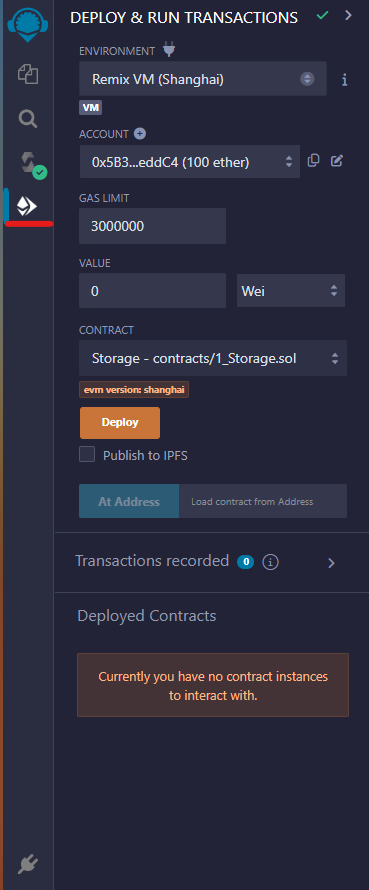 DEPLOY & RUN TRANSACTIONS
ENVIRONMENT
Remix VM (Shanghai)
VM
ACCOUNT
0x5B3...eddC4 (100 ether)
GAS LIMIT
3000000
VALUE
0
Wei
CONTRACT
Storage - contracts/1_Storage.sol
evm version: shanghai
Deploy
Publish to IPFS
At Address
Load contract from Address
Transactions recorded 0
Deployed Contracts
Currently you have no contract instances
to interact with.